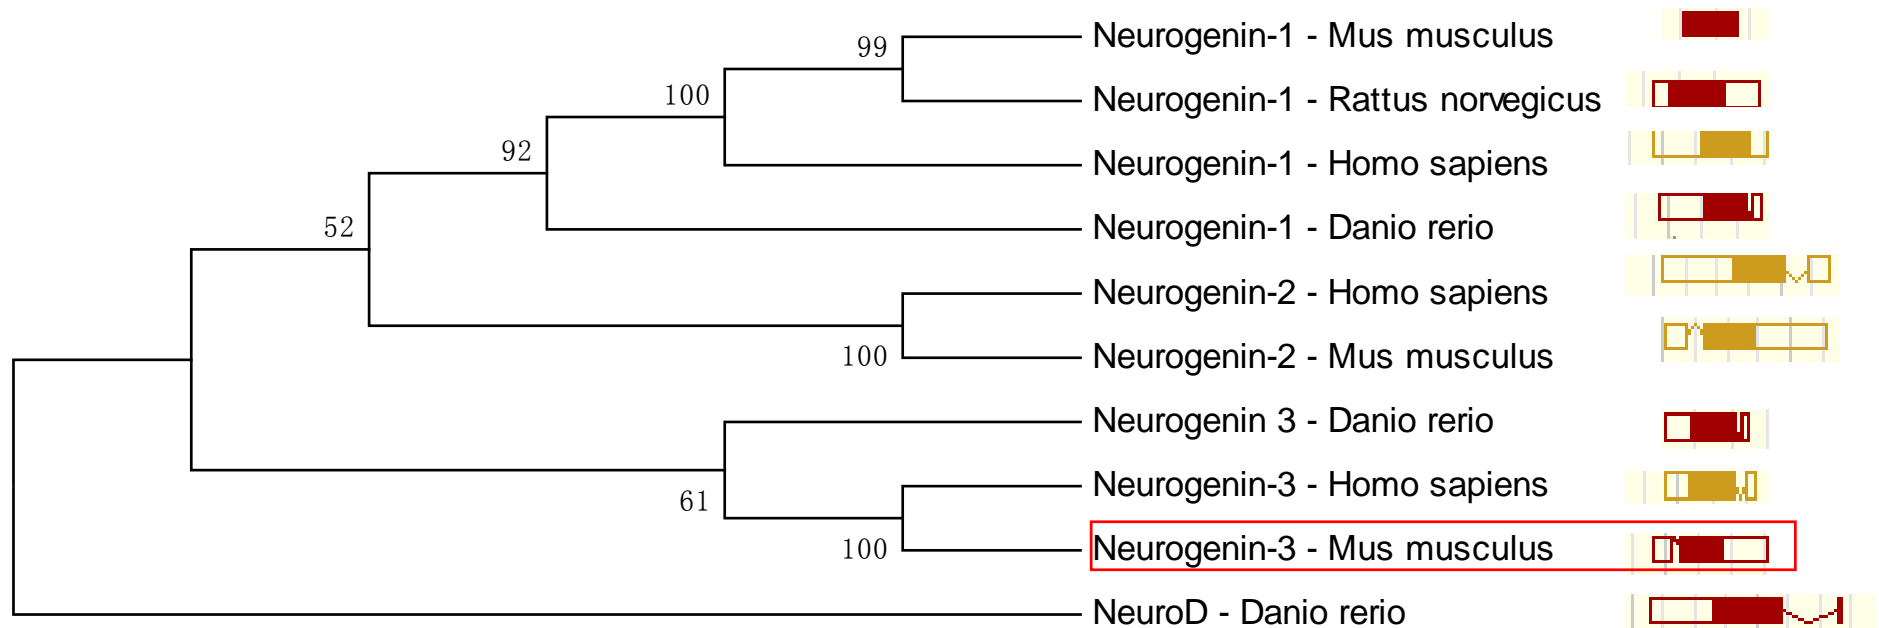 Neurogenin-1 - Mus musculus
99
Neurogenin-1 - Rattus norvegicus
100
Neurogenin-1 - Homo sapiens
92
Neurogenin-1 - Danio rerio
52
Neurogenin-2 - Homo sapiens
Neurogenin-2 - Mus musculus
100
Neurogenin 3 - Danio rerio
Neurogenin-3 - Homo sapiens
61
Neurogenin-3 - Mus musculus
100
NeuroD - Danio rerio